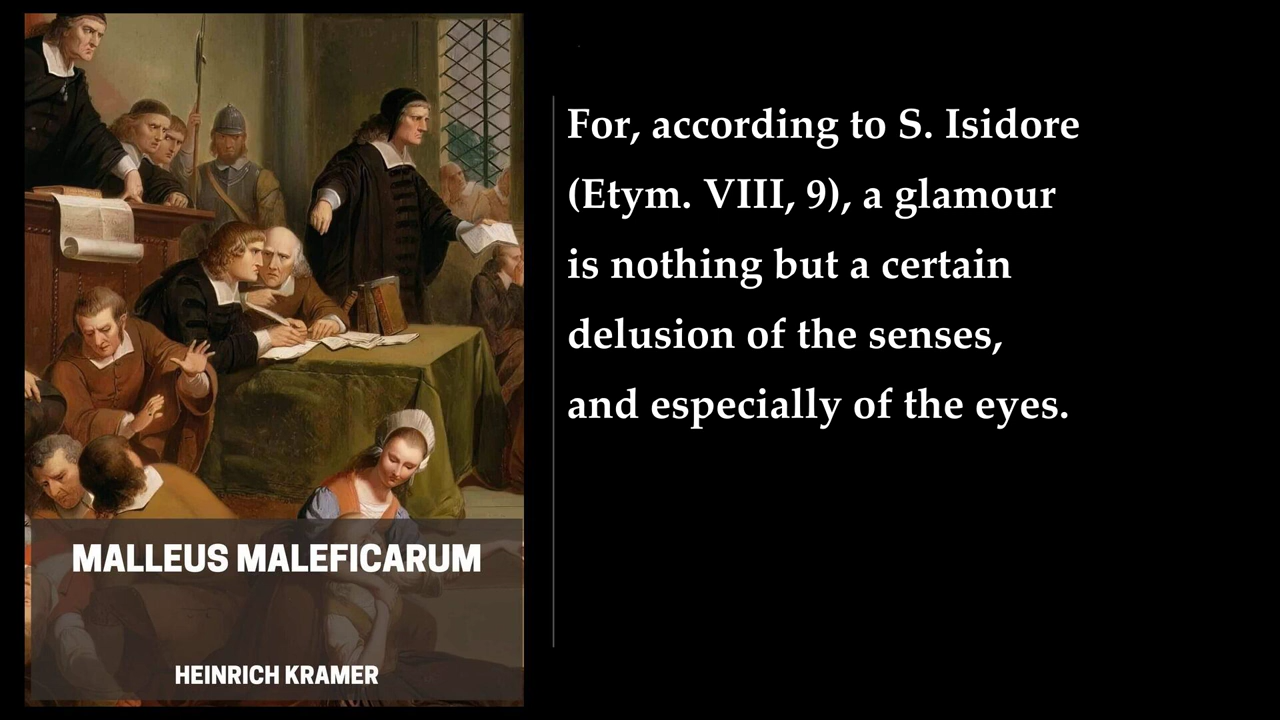 For, according to S. Isidore
(Etym. VIII, 9), a glamour
is nothing but a certain
delusion of the senses,
and especially of the eyes.
MALLEUS MALEFICARUM
HEINRICH KRAMER